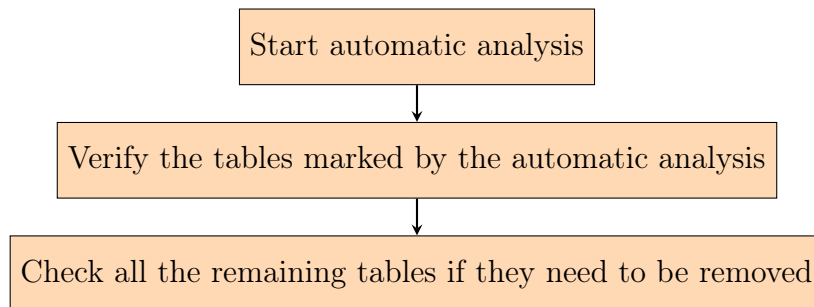 Start automatic analysis
Verify the tables marked by the automatic analysis
Check all the remaining tables if they need to be removed